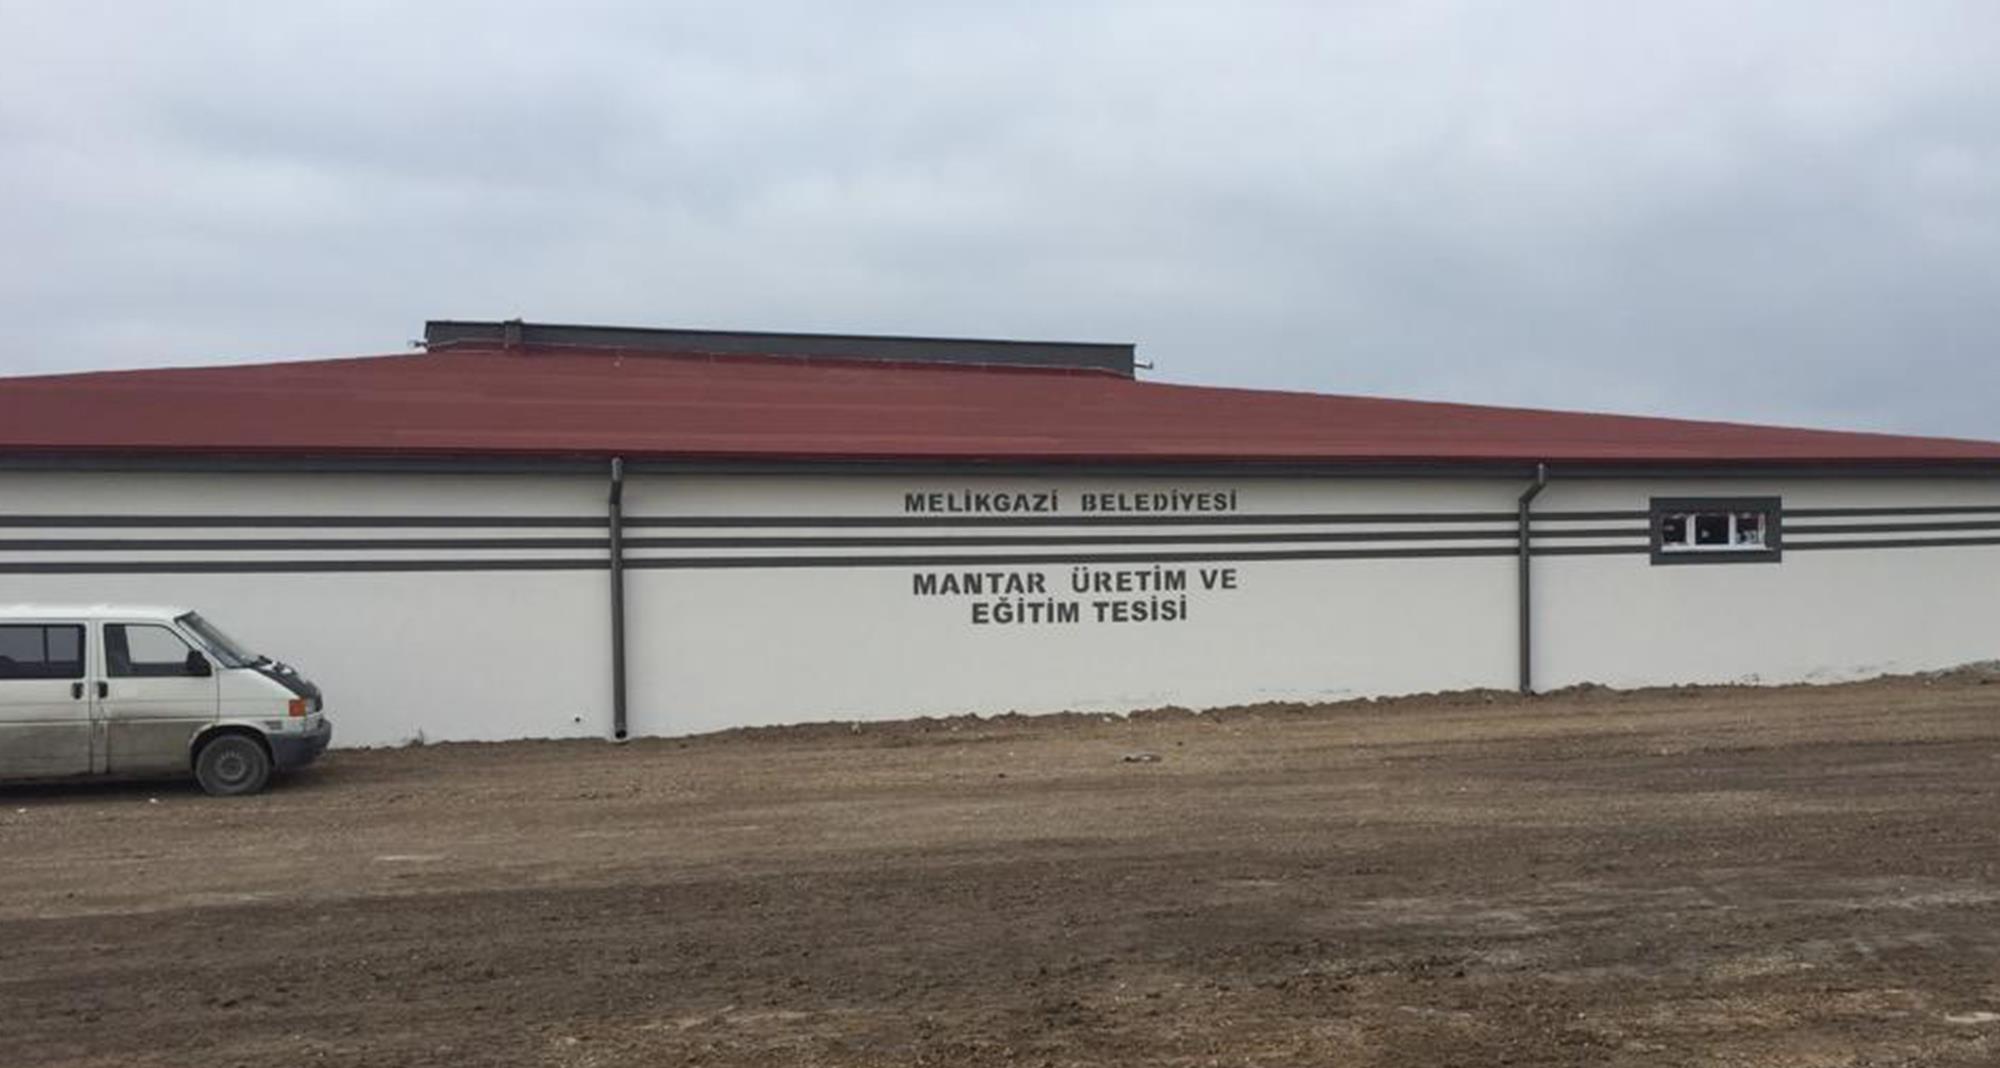 MELİKGAZİ BELEDİYESİ
MANTAR ÜRETİM VE
EĞİTİM TESİSİ